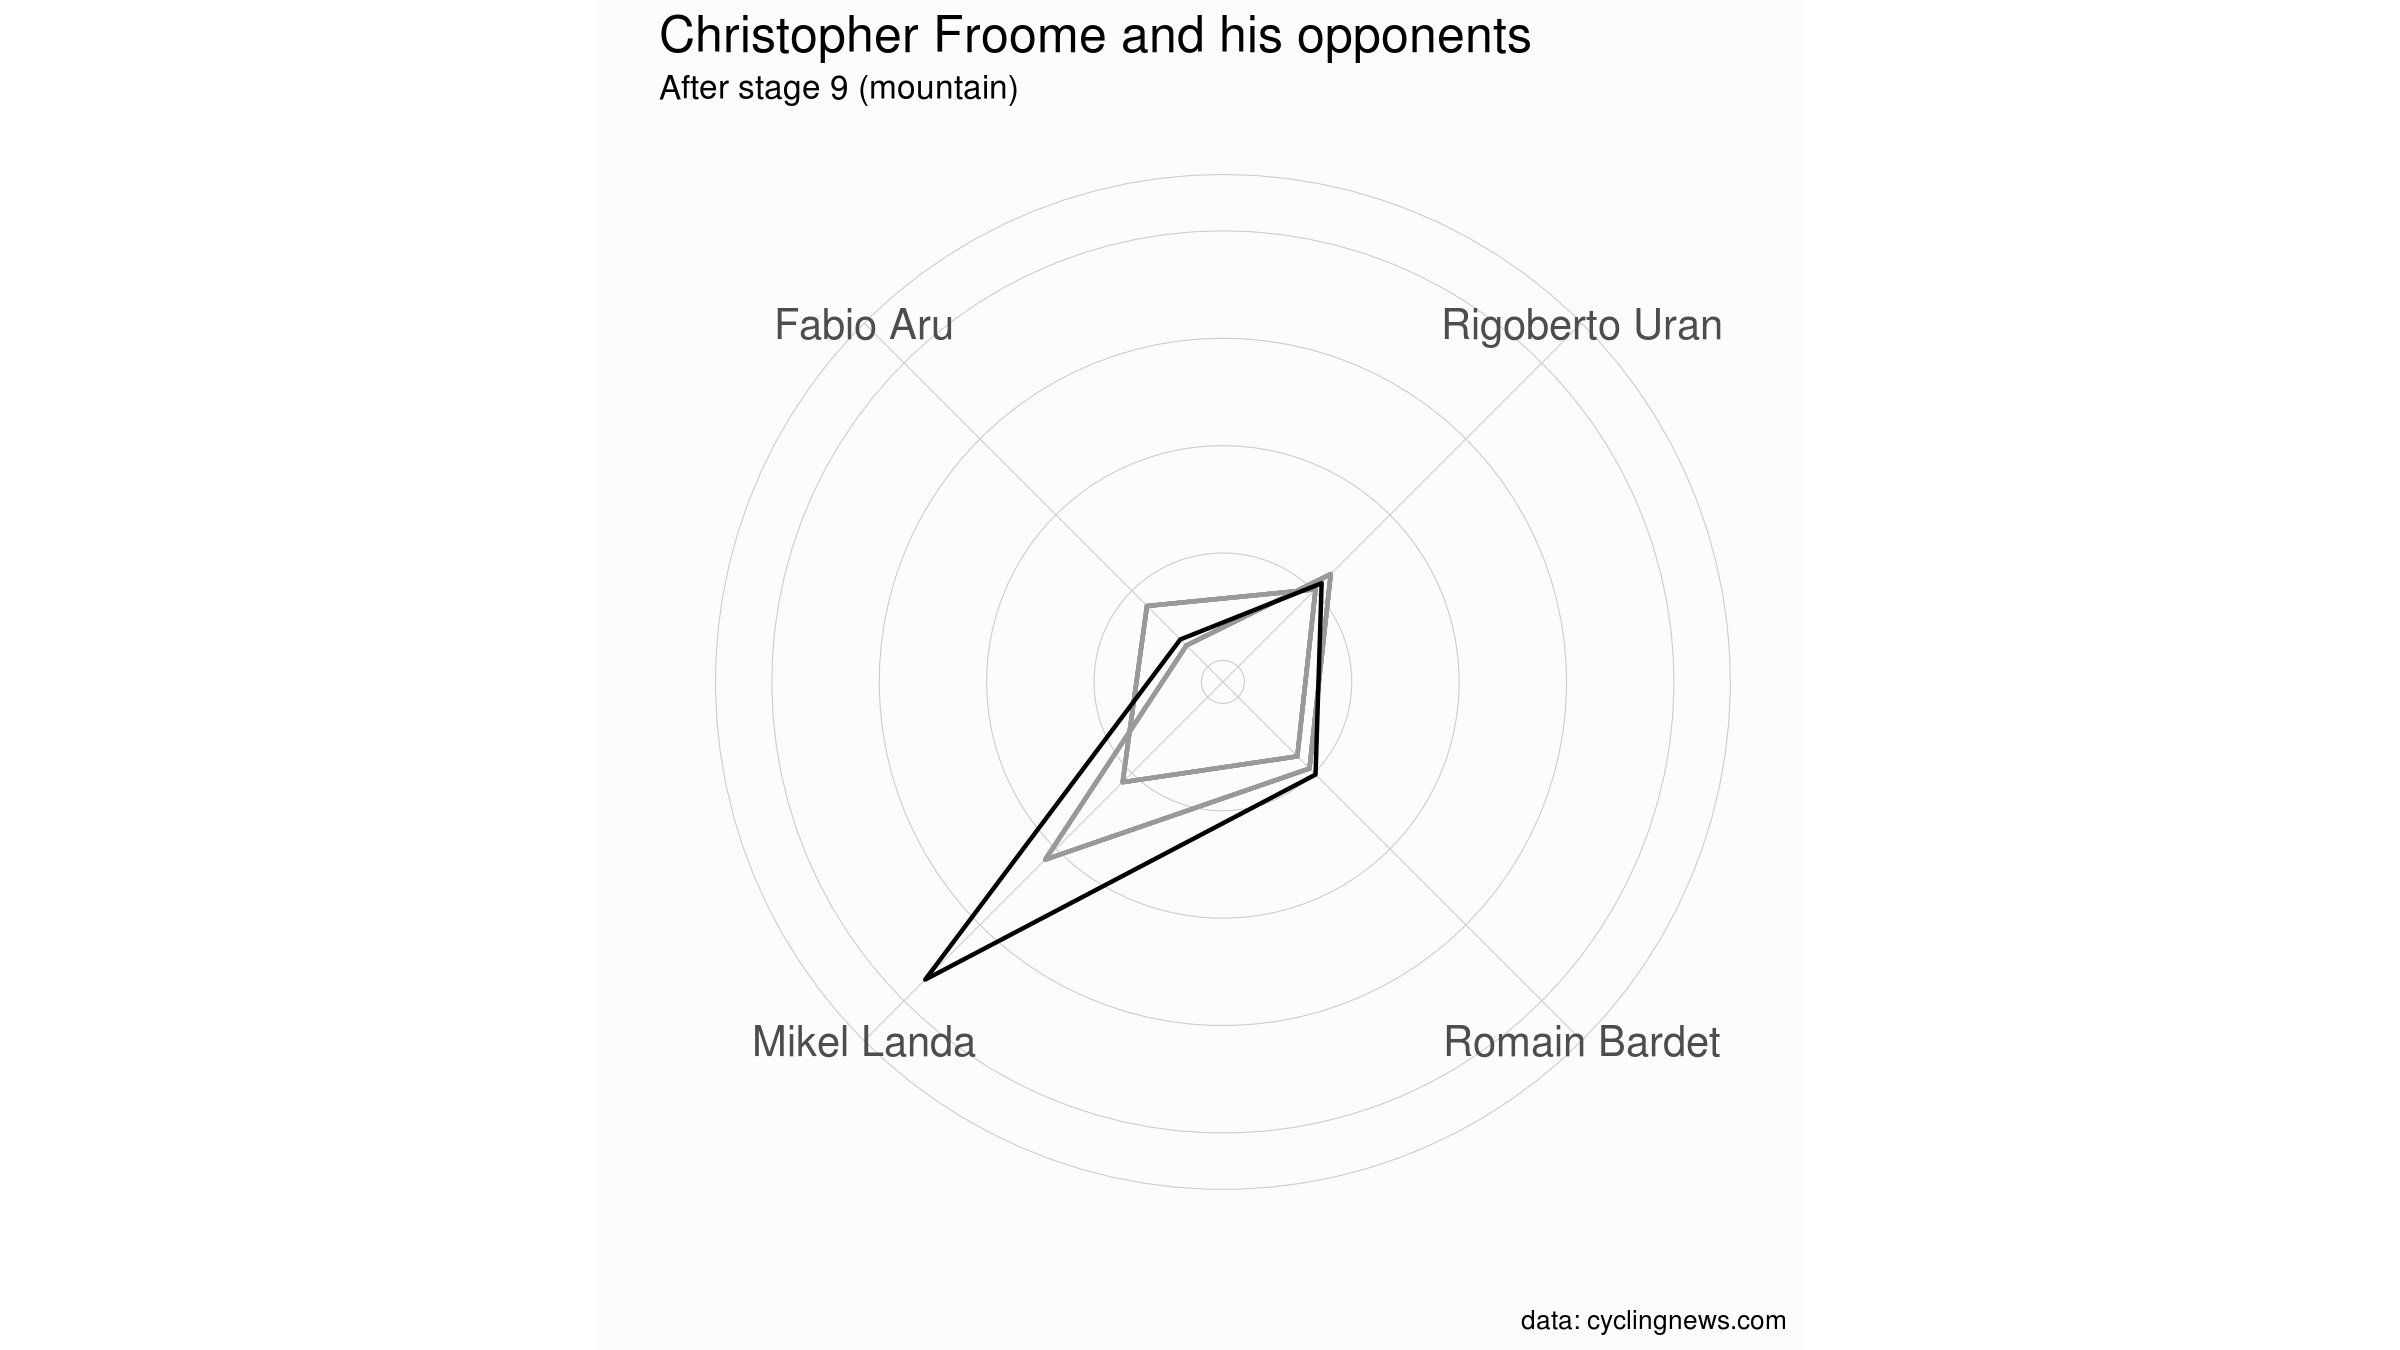 Christopher Froome and his opponents
After stage 9 (mountain)
Fabio Aru
Rigoberto Uran
Mikel Landa
Romain Bardet
data: cyclingnews.com